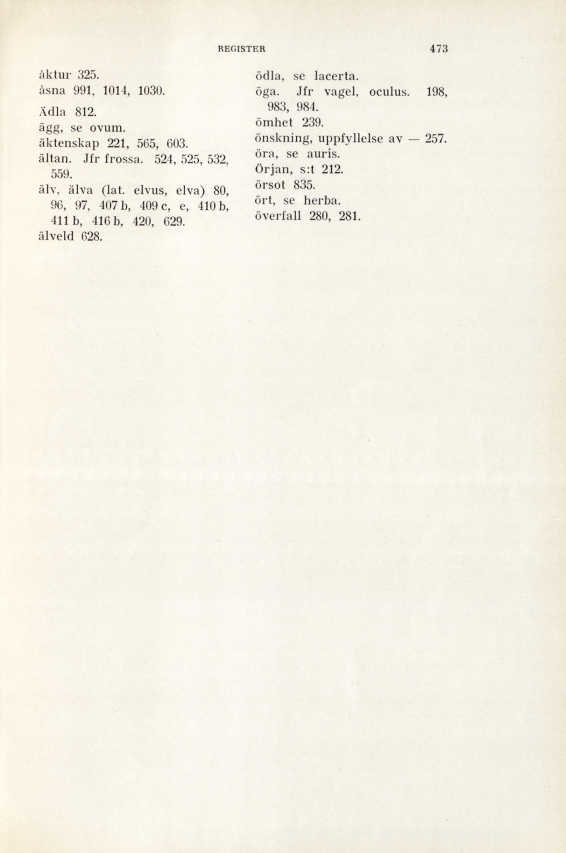 REGISTER 473
åktur 325.
åsna 991, 1014, 1030.
Ädla 812.
ägg, se ovum.
äktenskap 221, 565, 603.
ältan. Jfr frossa. 524, 525, 532,
559.
älv, älva (lat. elvus, elva) 80,
96, 97, 407 b, 409 c, e, 410 b,
411 b, 416 b, 420, 629.
älveld 628.
ödla, se lacerta.
öga. Jfr vagel, oculus. 198,
983, 984.
ömhet 239.
önskning, uppfyllelse av — 257.
öra, se auris.
Örjan, s:t 212.
örsot 835.
ört, se herba.
överfall 280, 281.